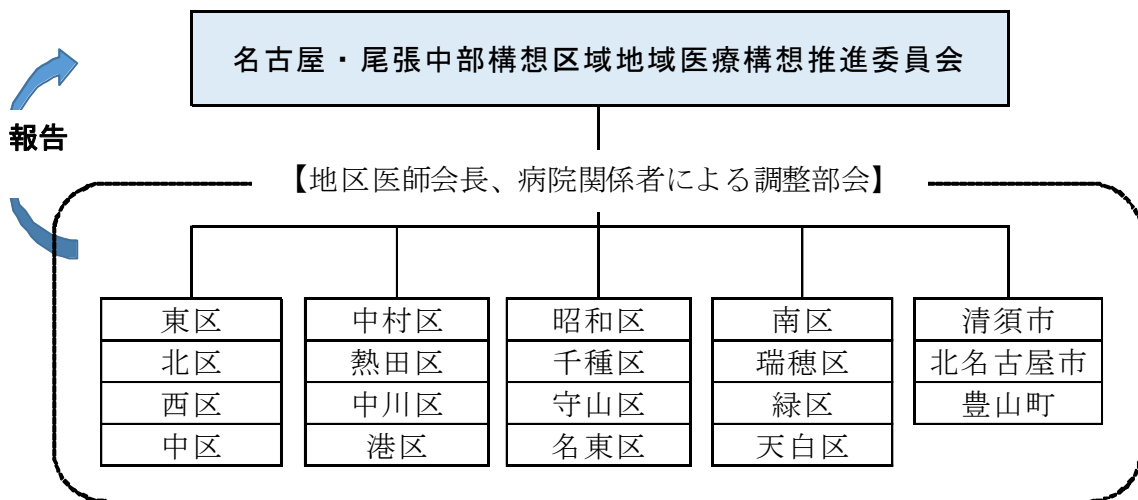 名古屋・尾張中部構想区域地域医療構想推進委員会
報告
【地区医師会長、病院関係者による調整部会】
東区
北区
西区
中区
中村区
熱田区
中川区
港区
昭和区
千種区
守山区
名東区
南区
瑞穂区
緑区
天白区
清須市
北名古屋市
豊山町